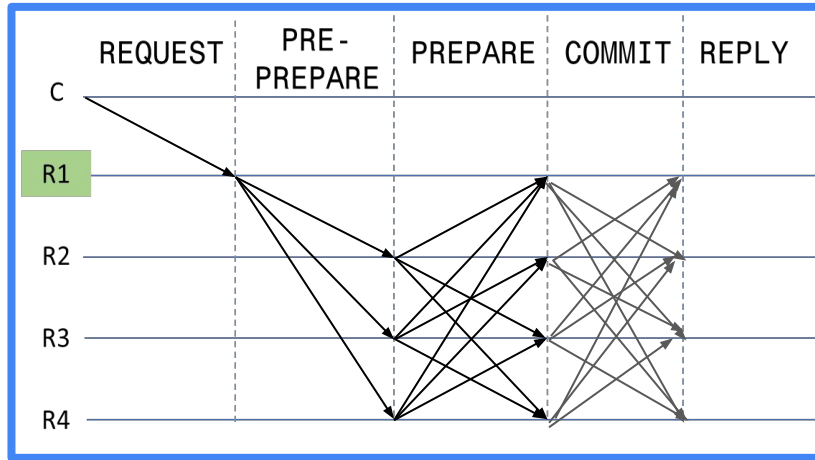 REQUEST
PRE-
PREPARE
PREPARE
COMMIT
REPLY
C
R1
R2
R3
R4